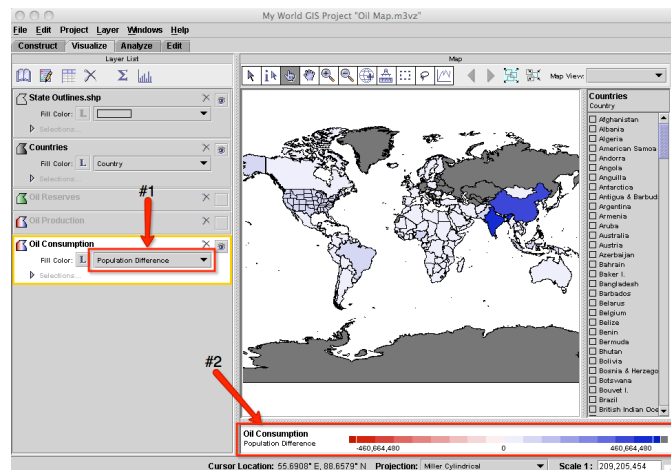 My World GIS Project "Oil Map.m3vz"
File Edit Project Layer Windows Help
Construct Visualize Analyze Edit
Layer List
Map
Map View:
State Outlines.shp
Fill Color: L
Selections...
Countries
Fill Color: L Country
Selections...
#1
Oil Reserves
Oil Production
Oil Consumption
Fill Color: L Population Difference
Selections...
#2
Countries
Country
Afghanistan
Albania
Algeria
American Samoa
Andorra
Angola
Anguilla
Antarctica
Antigua & Barbud
Argentina
Armenia
Aruba
Australia
Austria
Azerbaijan
Bahrain
Baker I.
Bangladesh
Barbados
Belarus
Belgium
Belize
Benin
Bermuda
Bhutan
Bolivia
Bosnia & Herzego
Botswana
Bouvet I.
Brazil
British Indian Oce
Oil Consumption
Population Difference
-460,664,480 0 460,664,480
Cursor Location: 55.6908° E, 88.6579° N Projection: Miller Cylindrical Scale 1: 209,205,454